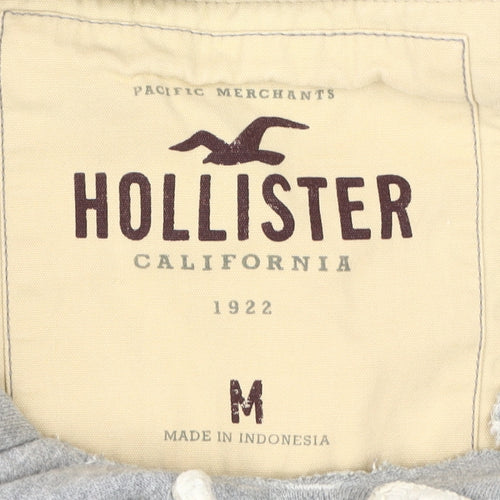 PACIFIC MERCHANTS
HOLLISTER
CALIFORNIA
1922
M
MADE IN INDONESIA